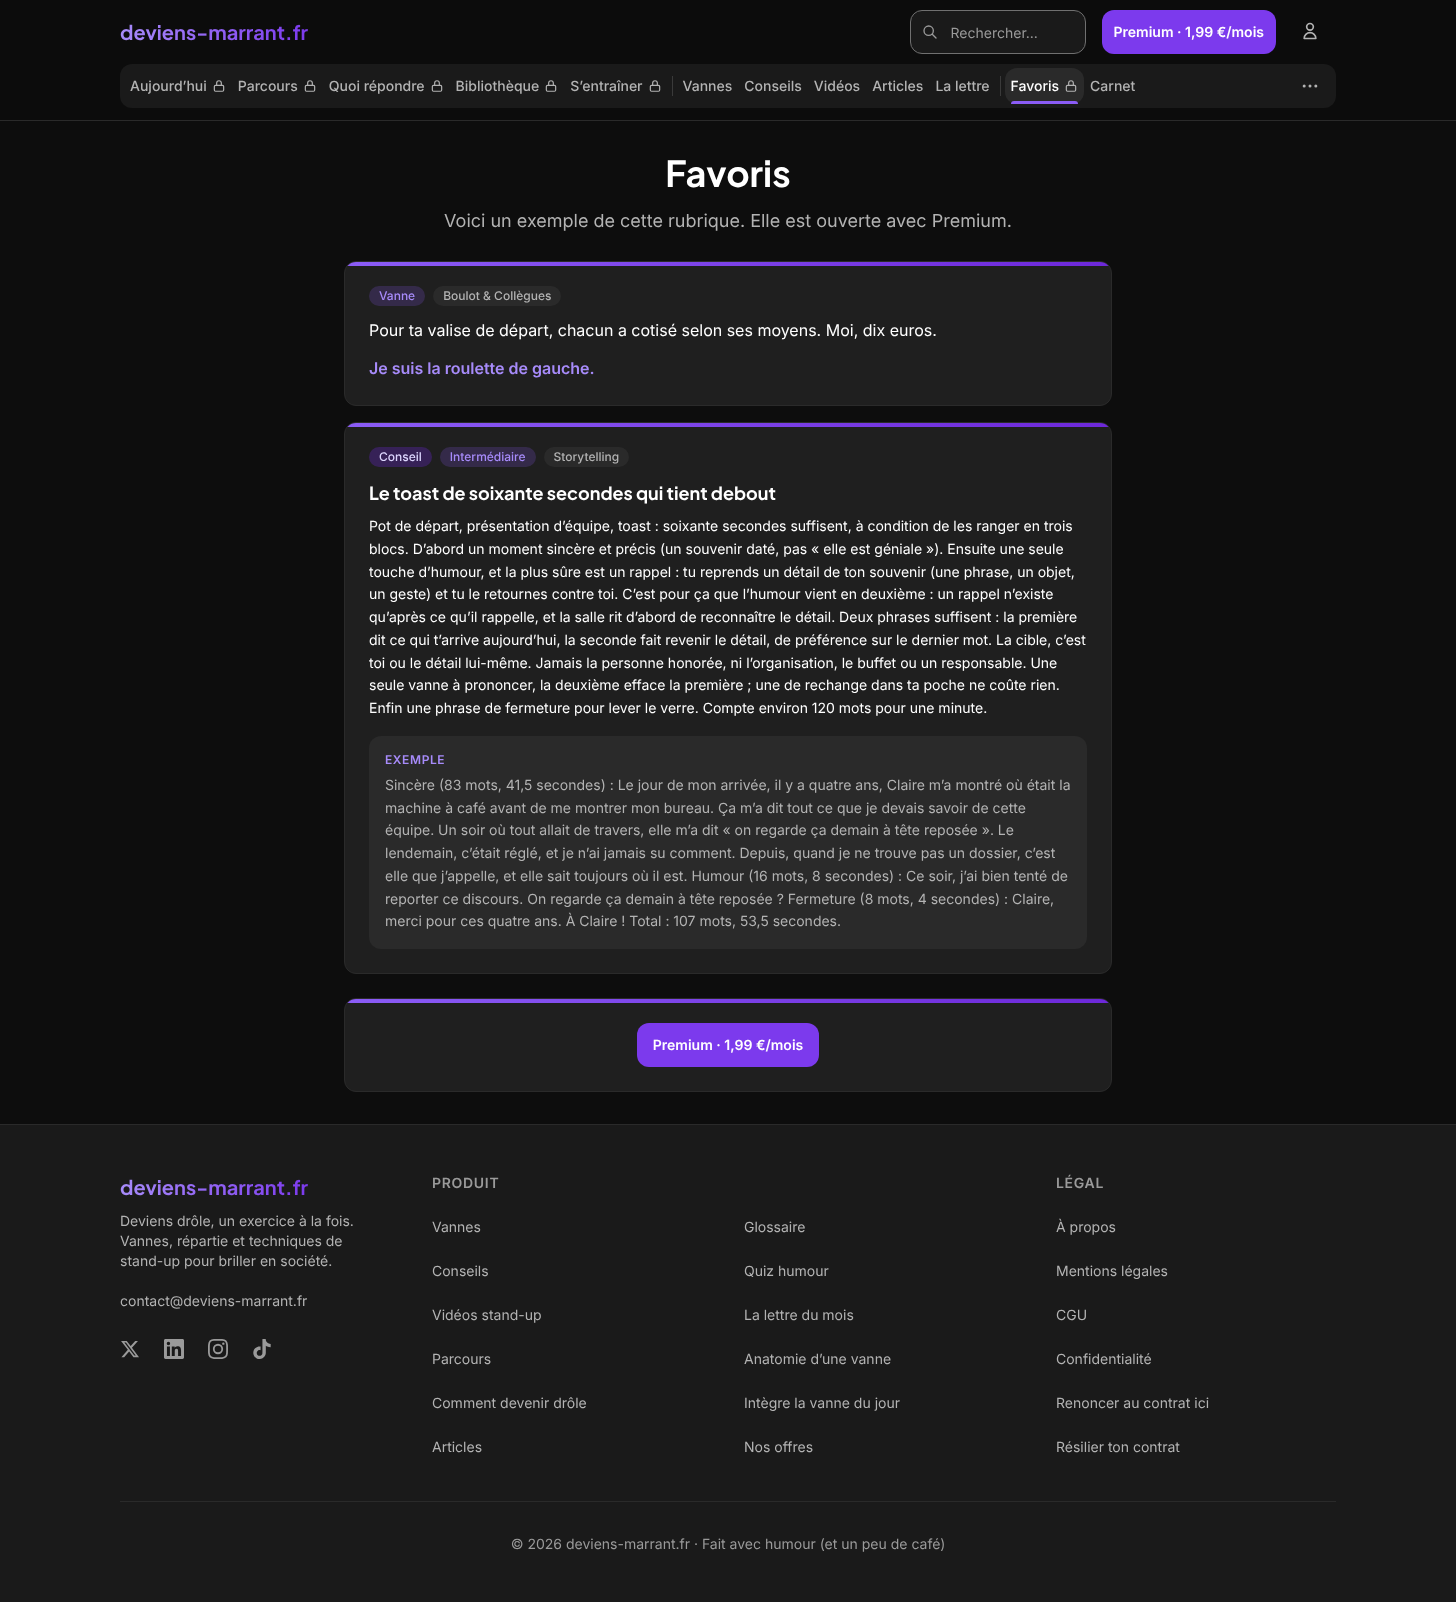 deviens-marrant.fr
Rechercher...
Premium · 1,99 €/mois
Aujourd’hui
Parcours
Quoi répondre
Bibliothèque
S’entraîner
Vannes
Conseils
Vidéos
Articles
La lettre
Favoris
Carnet
Favoris
Voici un exemple de cette rubrique. Elle est ouverte avec Premium.
Vanne
Boulot & Collègues
Pour ta valise de départ, chacun a cotisé selon ses moyens. Moi, dix euros.
Je suis la roulette de gauche.
Conseil
Intermédiaire
Storytelling
Le toast de soixante secondes qui tient debout
Pot de départ, présentation d’équipe, toast : soixante secondes suffisent, à condition de les ranger en trois
blocs. D’abord un moment sincère et précis (un souvenir daté, pas « elle est géniale »). Ensuite une seule
touche d’humour, et la plus sûre est un rappel : tu reprends un détail de ton souvenir (une phrase, un objet,
un geste) et tu le retournes contre toi. C’est pour ça que l’humour vient en deuxième : un rappel n’existe
qu’après ce qu’il rappelle, et la salle rit d’abord de reconnaître le détail. Deux phrases suffisent : la première
dit ce qui t’arrive aujourd’hui, la seconde fait revenir le détail, de préférence sur le dernier mot. La cible, c’est
toi ou le détail lui-même. Jamais la personne honorée, ni l’organisation, le buffet ou un responsable. Une
seule vanne à prononcer, la deuxième efface la première ; une de rechange dans ta poche ne coûte rien.
Enfin une phrase de fermeture pour lever le verre. Compte environ 120 mots pour une minute.
EXEMPLE
Sincère (83 mots, 41,5 secondes) : Le jour de mon arrivée, il y a quatre ans, Claire m’a montré où était la
machine à café avant de me montrer mon bureau. Ça m’a dit tout ce que je devais savoir de cette
équipe. Un soir où tout allait de travers, elle m’a dit « on regarde ça demain à tête reposée ». Le
lendemain, c’était réglé, et je n’ai jamais su comment. Depuis, quand je ne trouve pas un dossier, c’est
elle que j’appelle, et elle sait toujours où il est. Humour (16 mots, 8 secondes) : Ce soir, j’ai bien tenté de
reporter ce discours. On regarde ça demain à tête reposée ? Fermeture (8 mots, 4 secondes) : Claire,
merci pour ces quatre ans. À Claire ! Total : 107 mots, 53,5 secondes.
Premium · 1,99 €/mois
deviens-marrant.fr
Deviens drôle, un exercice à la fois.
Vannes, répartie et techniques de
stand-up pour briller en société.
contact@deviens-marrant.fr
PRODUIT
Vannes
Conseils
Vidéos stand-up
Parcours
Comment devenir drôle
Articles
Glossaire
Quiz humour
La lettre du mois
Anatomie d’une vanne
Intègre la vanne du jour
Nos offres
LÉGAL
À propos
Mentions légales
CGU
Confidentialité
Renoncer au contrat ici
Résilier ton contrat
© 2026 deviens-marrant.fr · Fait avec humour (et un peu de café)